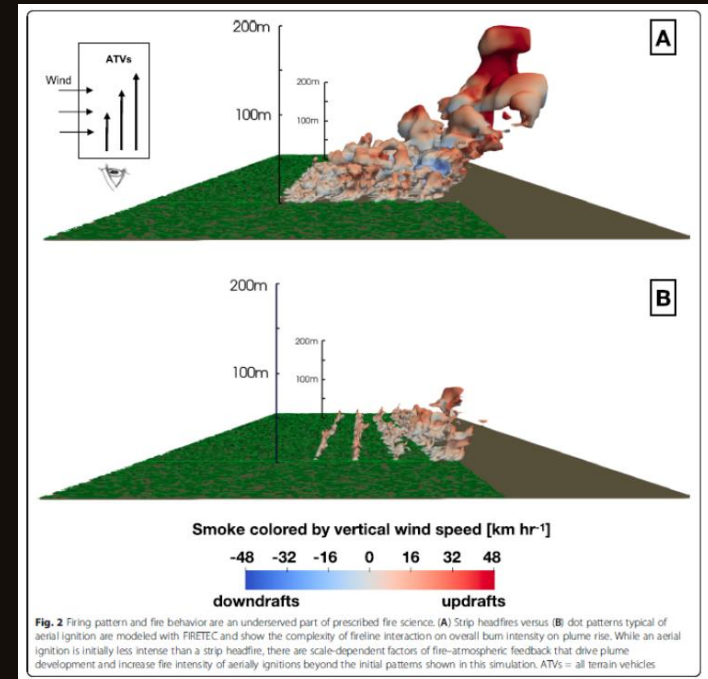 200m
A
ATVs
Wind
200m
100m
100m
200m
B
200m
100m
100m
Smoke colored by vertical wind speed [km hr-1]
-48 -32 -16 0 16 32 48
downdrafts updrafts
Fig. 2 Firing pattern and fire behavior are an underserved part of prescribed fire science. (A) Strip headfires versus (B) dot patterns typical of
aerial ignition are modeled with FIRETEC and show the complexity of fireline interaction on overall burn intensity on plume rise. While an aerial
ignition is initially less intense than a strip headfire, there are scale-dependent factors of fire–atmospheric feedback that drive plume
development and increase fire intensity of aerially ignitions beyond the initial patterns shown in this simulation. ATVs = all terrain vehicles